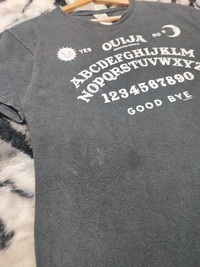 YES OUIJA NO
ABCDEFGHIJKLM
NOPQRSTUVWXYZ
1234567890
GOOD BYE